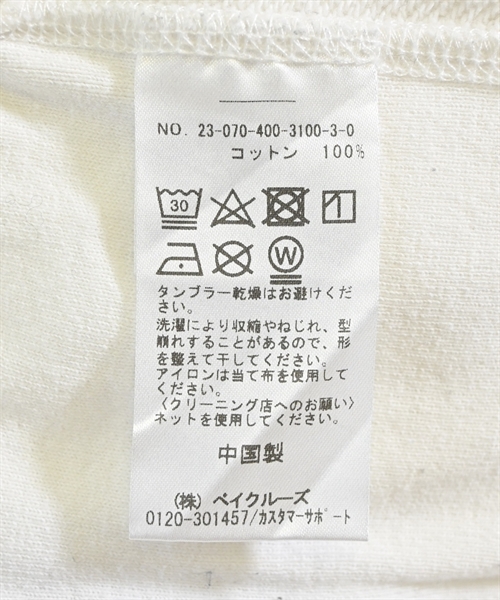 NO. 23-070-400-3100-3-0
コットン 100%
30
W
タンブラー乾燥はお避けくだ
さい。
洗濯により収縮やねじれ、型
崩れすることがあるので、形
を整えて干してください。
アイロンは当て布を使用して
ください。
〈クリーニング店へのお願い〉
ネットを使用してください。
中国製
(株) ベイクルーズ
0120-301457/カスタマーサポート